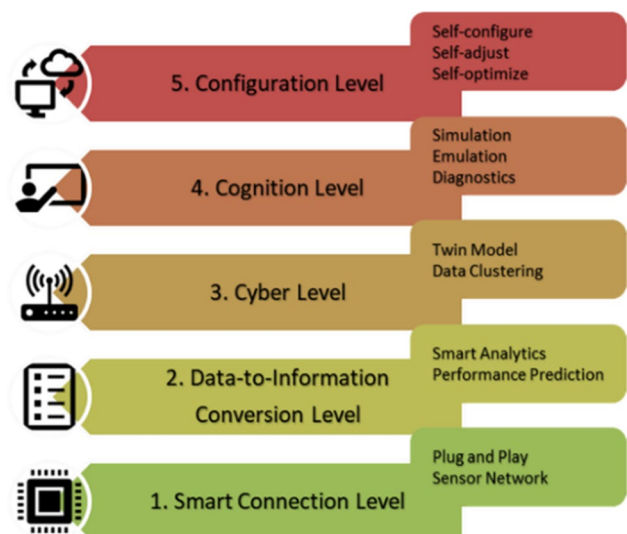 Self-configure
Self-adjust
Self-optimize
5. Configuration Level
Simulation
Emulation
Diagnostics
4. Cognition Level
Twin Model
Data Clustering
3. Cyber Level
Smart Analytics
Performance Prediction
2. Data-to-Information
Conversion Level
Plug and Play
Sensor Network
1. Smart Connection Level